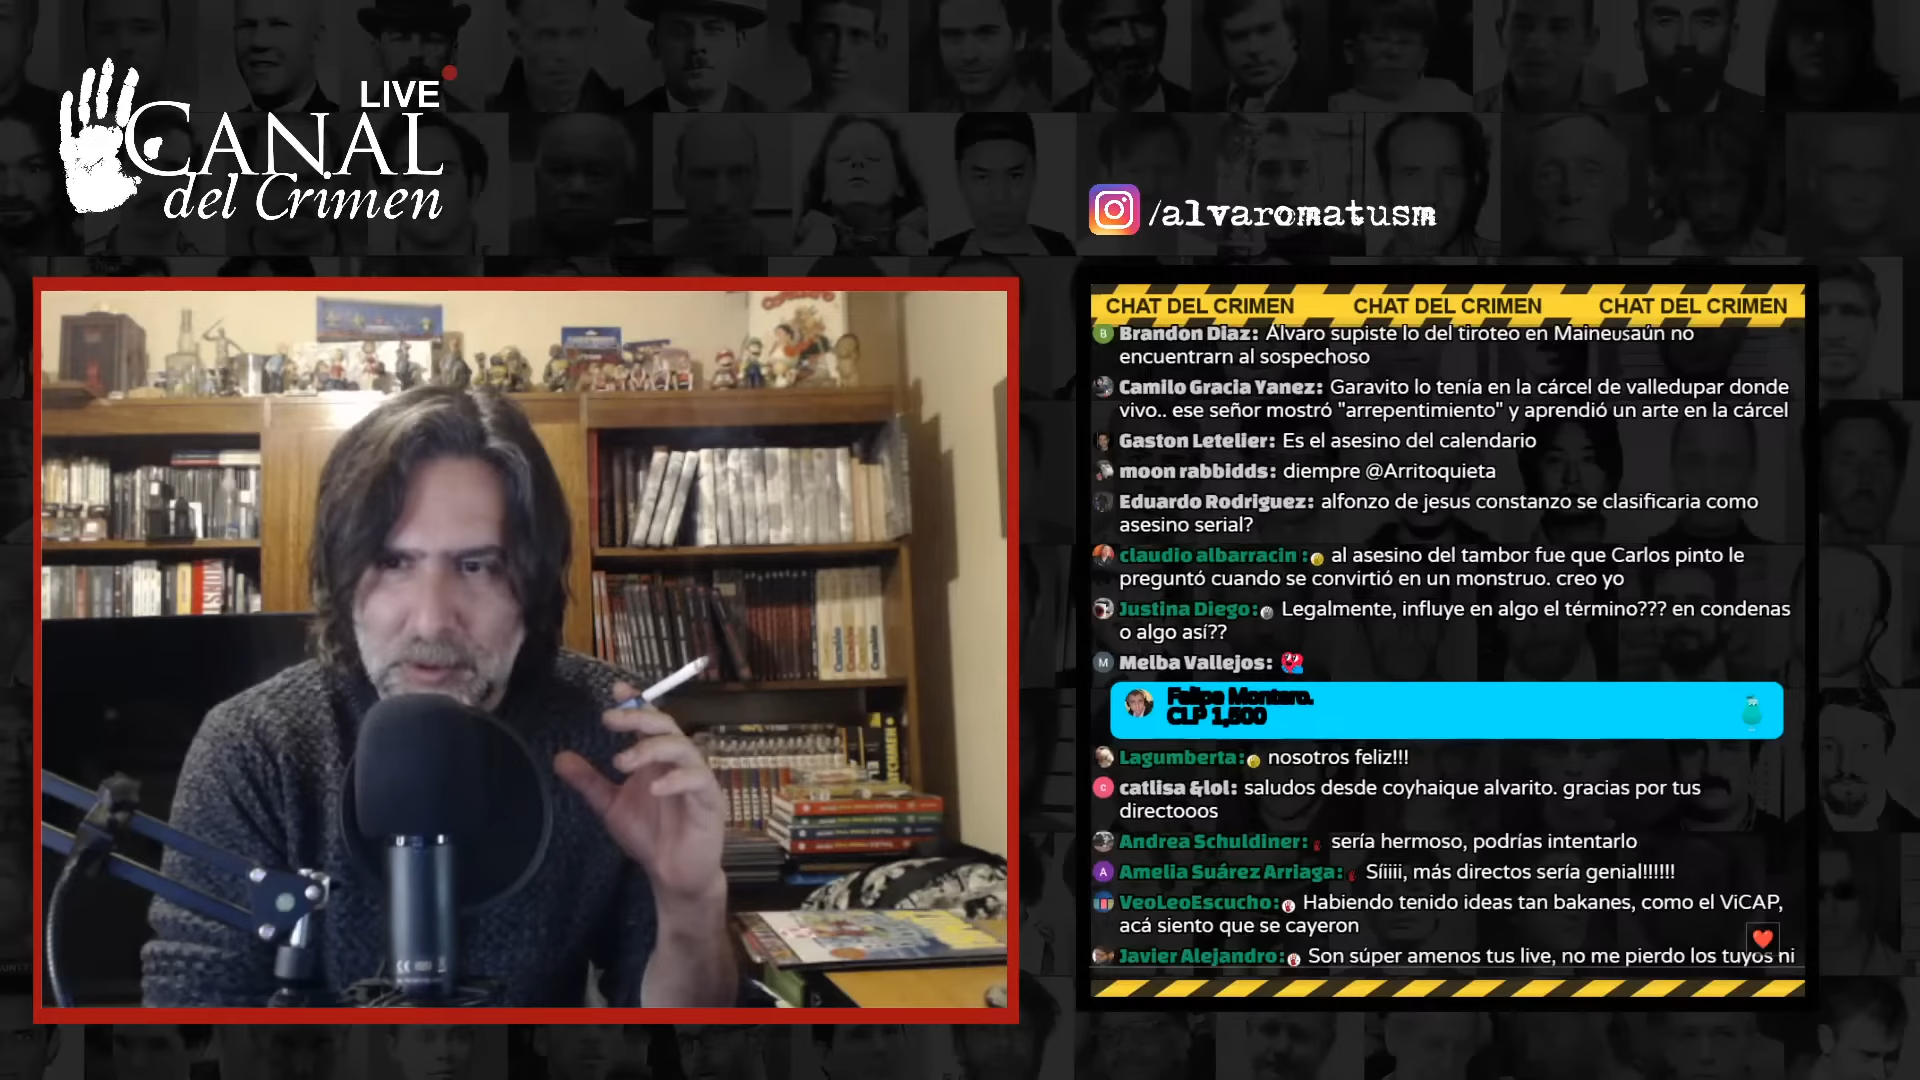 LIVE
CANAL
del Crimen
/alvaromatusm
CHAT DEL CRIMEN CHAT DEL CRIMEN CHAT DEL CRIMEN
Brandon Diaz: Álvaro supiste lo del tiroteo en Maineusaún no
encuentrarn al sospechoso
Camilo Gracia Yanez: Garavito lo tenía en la cárcel de valledupar donde
vivo.. ese señor mostró "arrepentimiento" y aprendió un arte en la cárcel
Gaston Letelier: Es el asesino del calendario
moon rabbidds: diempre @Arritoquieta
Eduardo Rodriguez: alfonzo de jesus constanzo se clasificaria como
asesino serial?
claudio albarracin : al asesino del tambor fue que Carlos pinto le
preguntó cuando se convirtió en un monstruo. creo yo
Justina Diego: Legalmente, influye en algo el término??? en condenas
o algo así??
M Melba Vallejos:
Felipe Montero.
CLP 1,500
Lagumberta: nosotros feliz!!!
catlisa &lol: saludos desde coyhaique alvarito. gracias por tus
directooos
Andrea Schuldiner: sería hermoso, podrías intentarlo
A Amelia Suárez Arriaga: Síiiii, más directos sería genial!!!!!!
VeoLeoEscucho: Habiendo tenido ideas tan bakanes, como el ViCAP,
acá siento que se cayeron
Javier Alejandro: Son súper amenos tus live, no me pierdo los tuyos ni